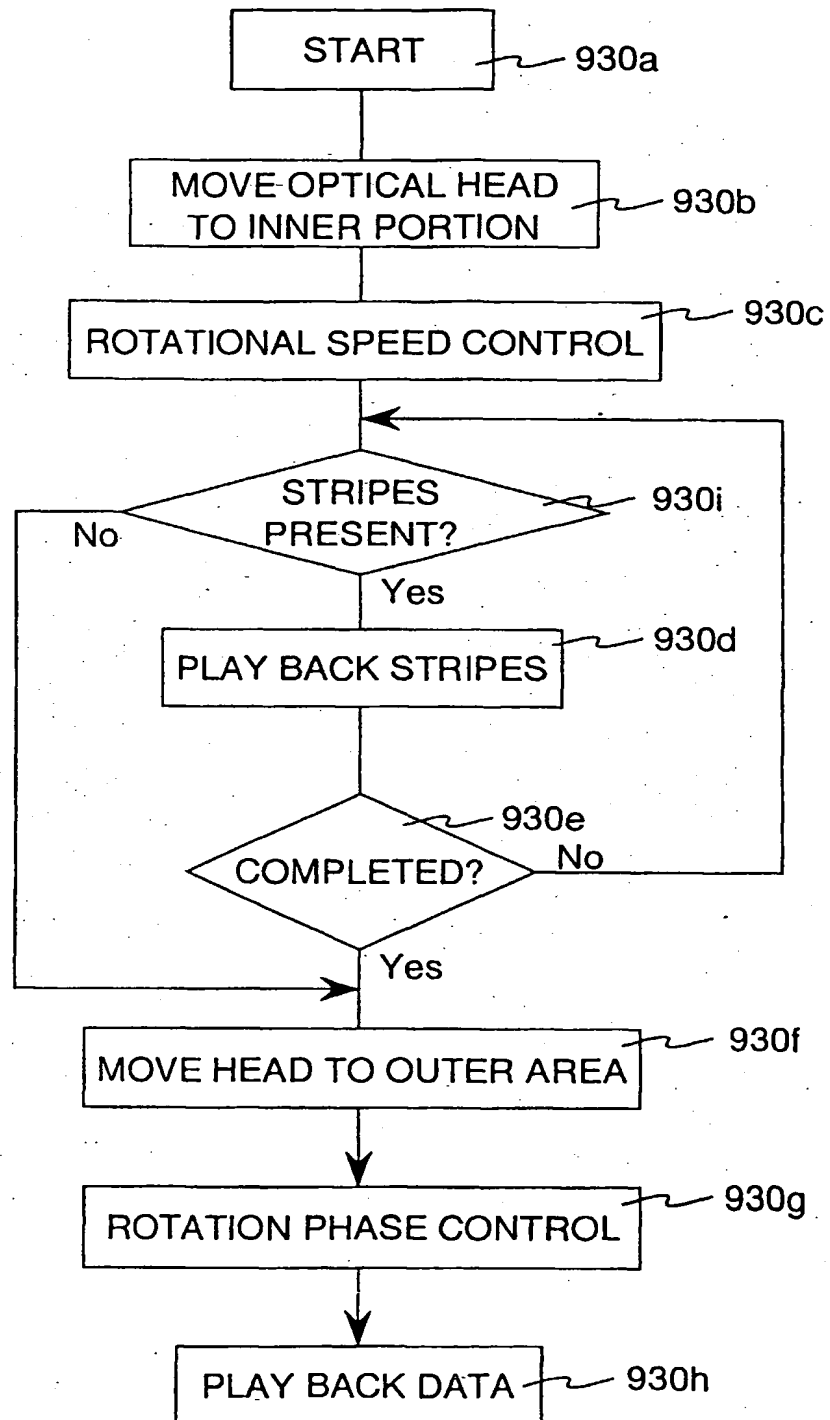 START
930a
MOVE OPTICAL HEAD
TO INNER PORTION
930b
930c
ROTATIONAL SPEED CONTROL
STRIPES
PRESENT?
930i
No
Yes
930d
PLAY BACK STRIPES
930e
COMPLETED?
No
Yes
930f
MOVE HEAD TO OUTER AREA
930g
ROTATION PHASE CONTROL
PLAY BACK DATA
930h